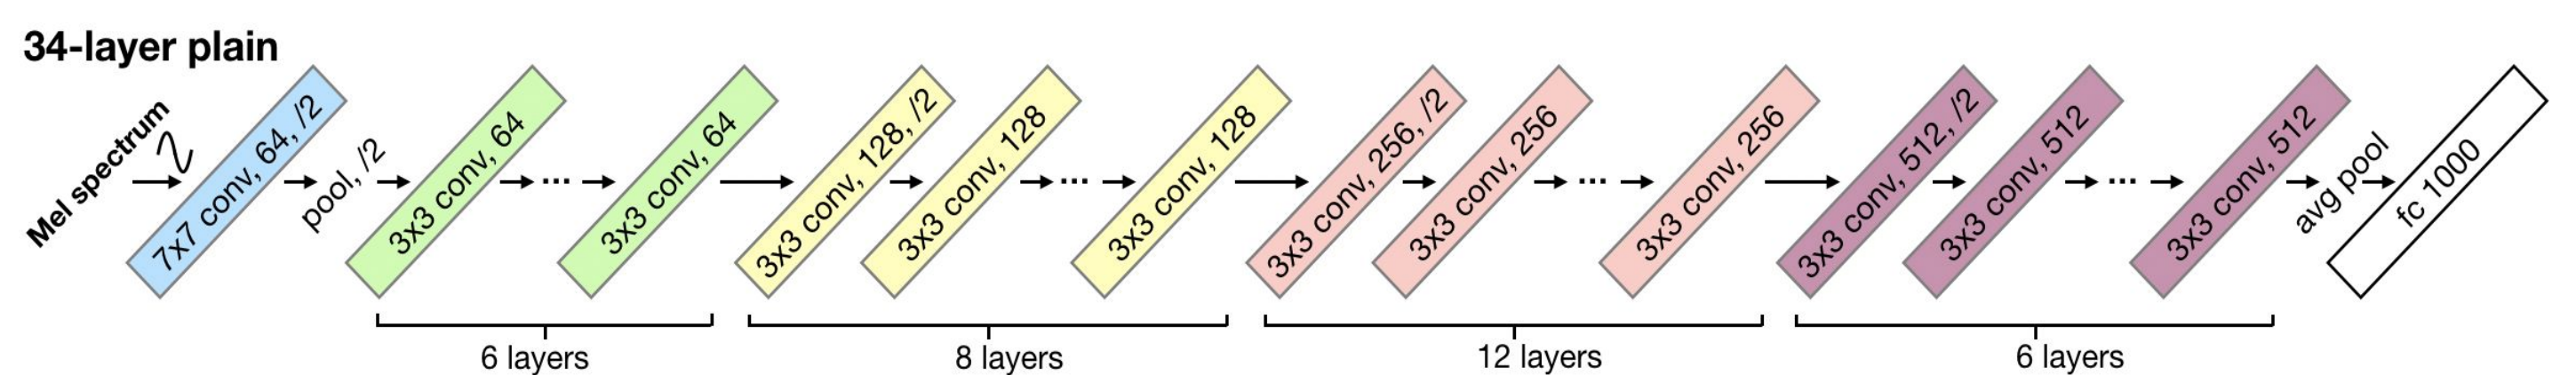 34-layer plain
Mel spectrum
7x7 conv, 64, /2
pool, /2
3x3 conv, 64
...
3x3 conv, 64
3x3 conv, 128, /2
3x3 conv, 128
...
3x3 conv, 128
3x3 conv, 256, /2
3x3 conv, 256
...
3x3 conv, 256
3x3 conv, 512, /2
3x3 conv, 512
...
3x3 conv, 512
avg pool
fc 1000
6 layers
8 layers
12 layers
6 layers